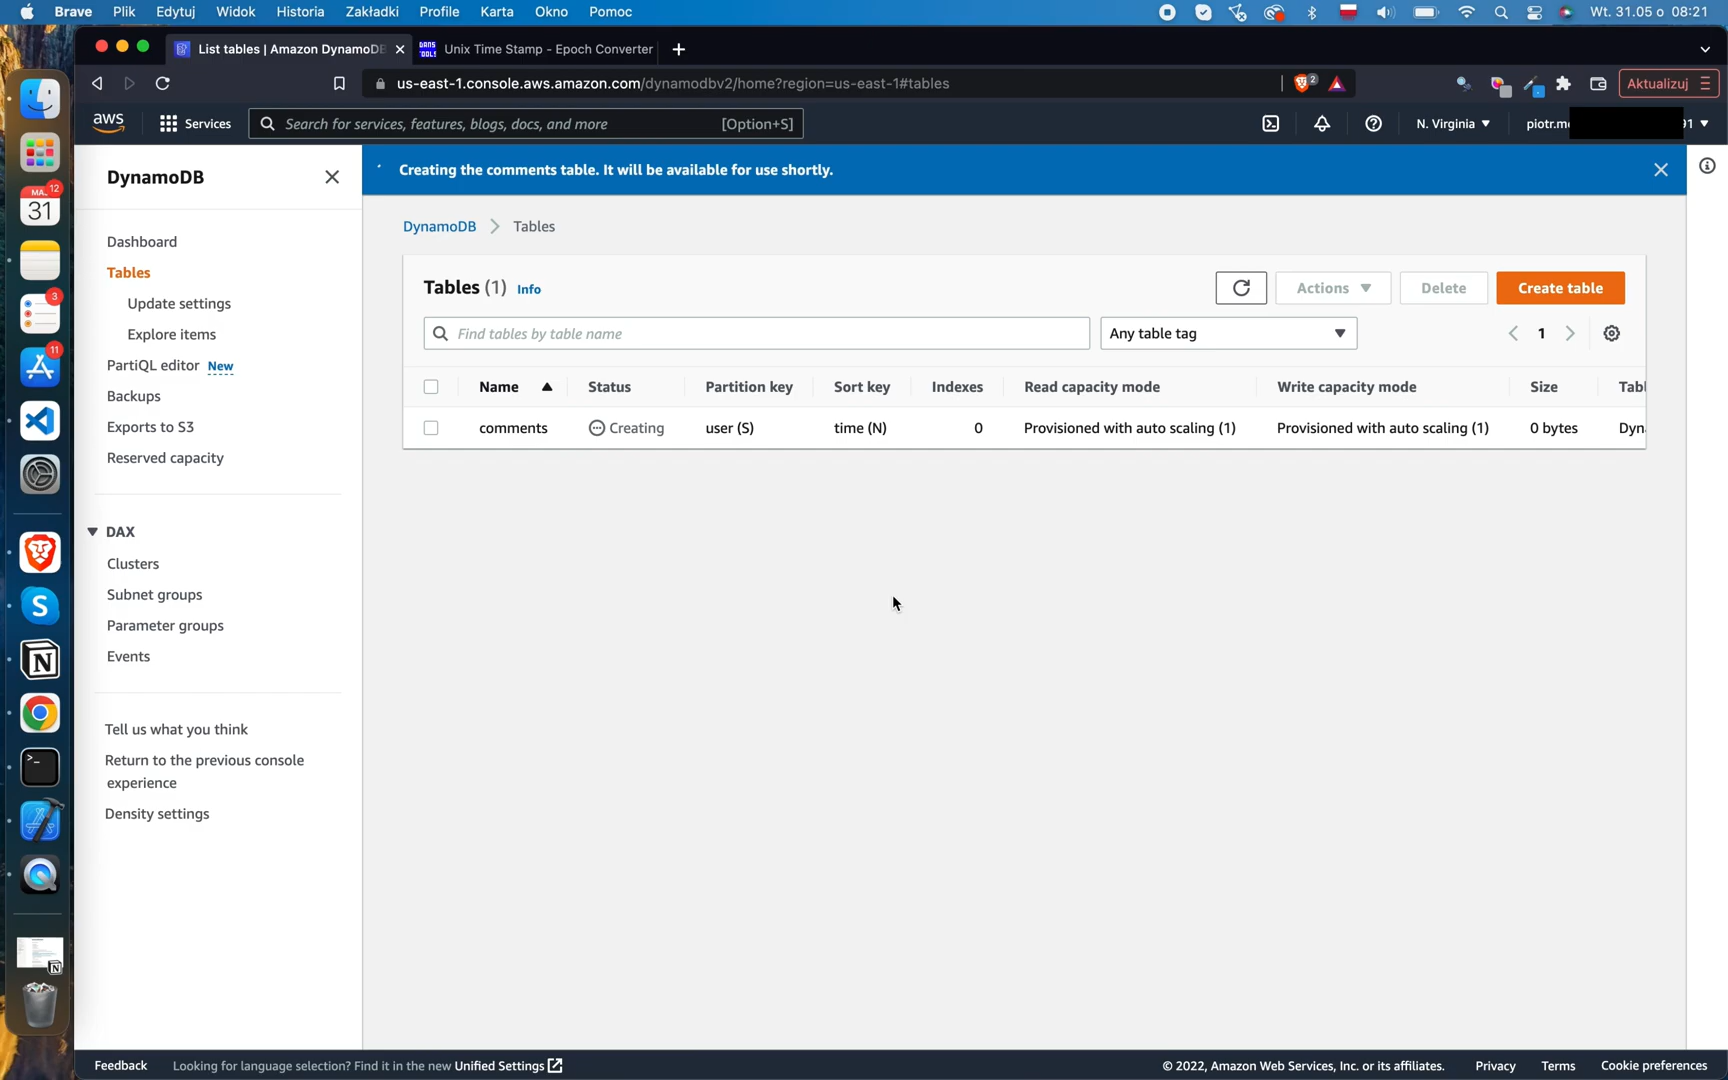 Brave Plik Edytuj Widok Historia Zakładki Profile Karta Okno Pomoc Wt. 31.05 o 08:21
List tables | Amazon DynamoDB Unix Time Stamp - Epoch Converter
us-east-1.console.aws.amazon.com/dynamodbv2/home?region=us-east-1#tables 2 Aktualizuj
aws Services Search for services, features, blogs, docs, and more [Option+S] N. Virginia piotr.m
DynamoDB
Creating the comments table. It will be available for use shortly.
DynamoDB Tables
Dashboard
Tables
Update settings
Explore items
PartiQL editor New
Backups
Exports to S3
Reserved capacity
DAX
Clusters
Subnet groups
Parameter groups
Events
Tell us what you think
Return to the previous console
experience
Density settings
Tables (1) Info Actions Delete Create table
Find tables by table name Any table tag 1
Name Status Partition key Sort key Indexes Read capacity mode Write capacity mode Size Tabl
comments Creating user (S) time (N) 0 Provisioned with auto scaling (1) Provisioned with auto scaling (1) 0 bytes Dyn
12
31
3
11
Feedback Looking for language selection? Find it in the new Unified Settings © 2022, Amazon Web Services, Inc. or its affiliates. Privacy Terms Cookie preferences